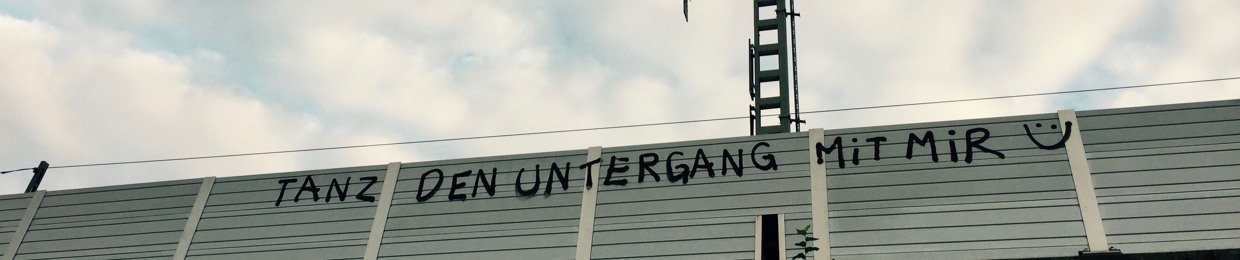 TANZ DEN UNTERGANG MiT MiR Ü